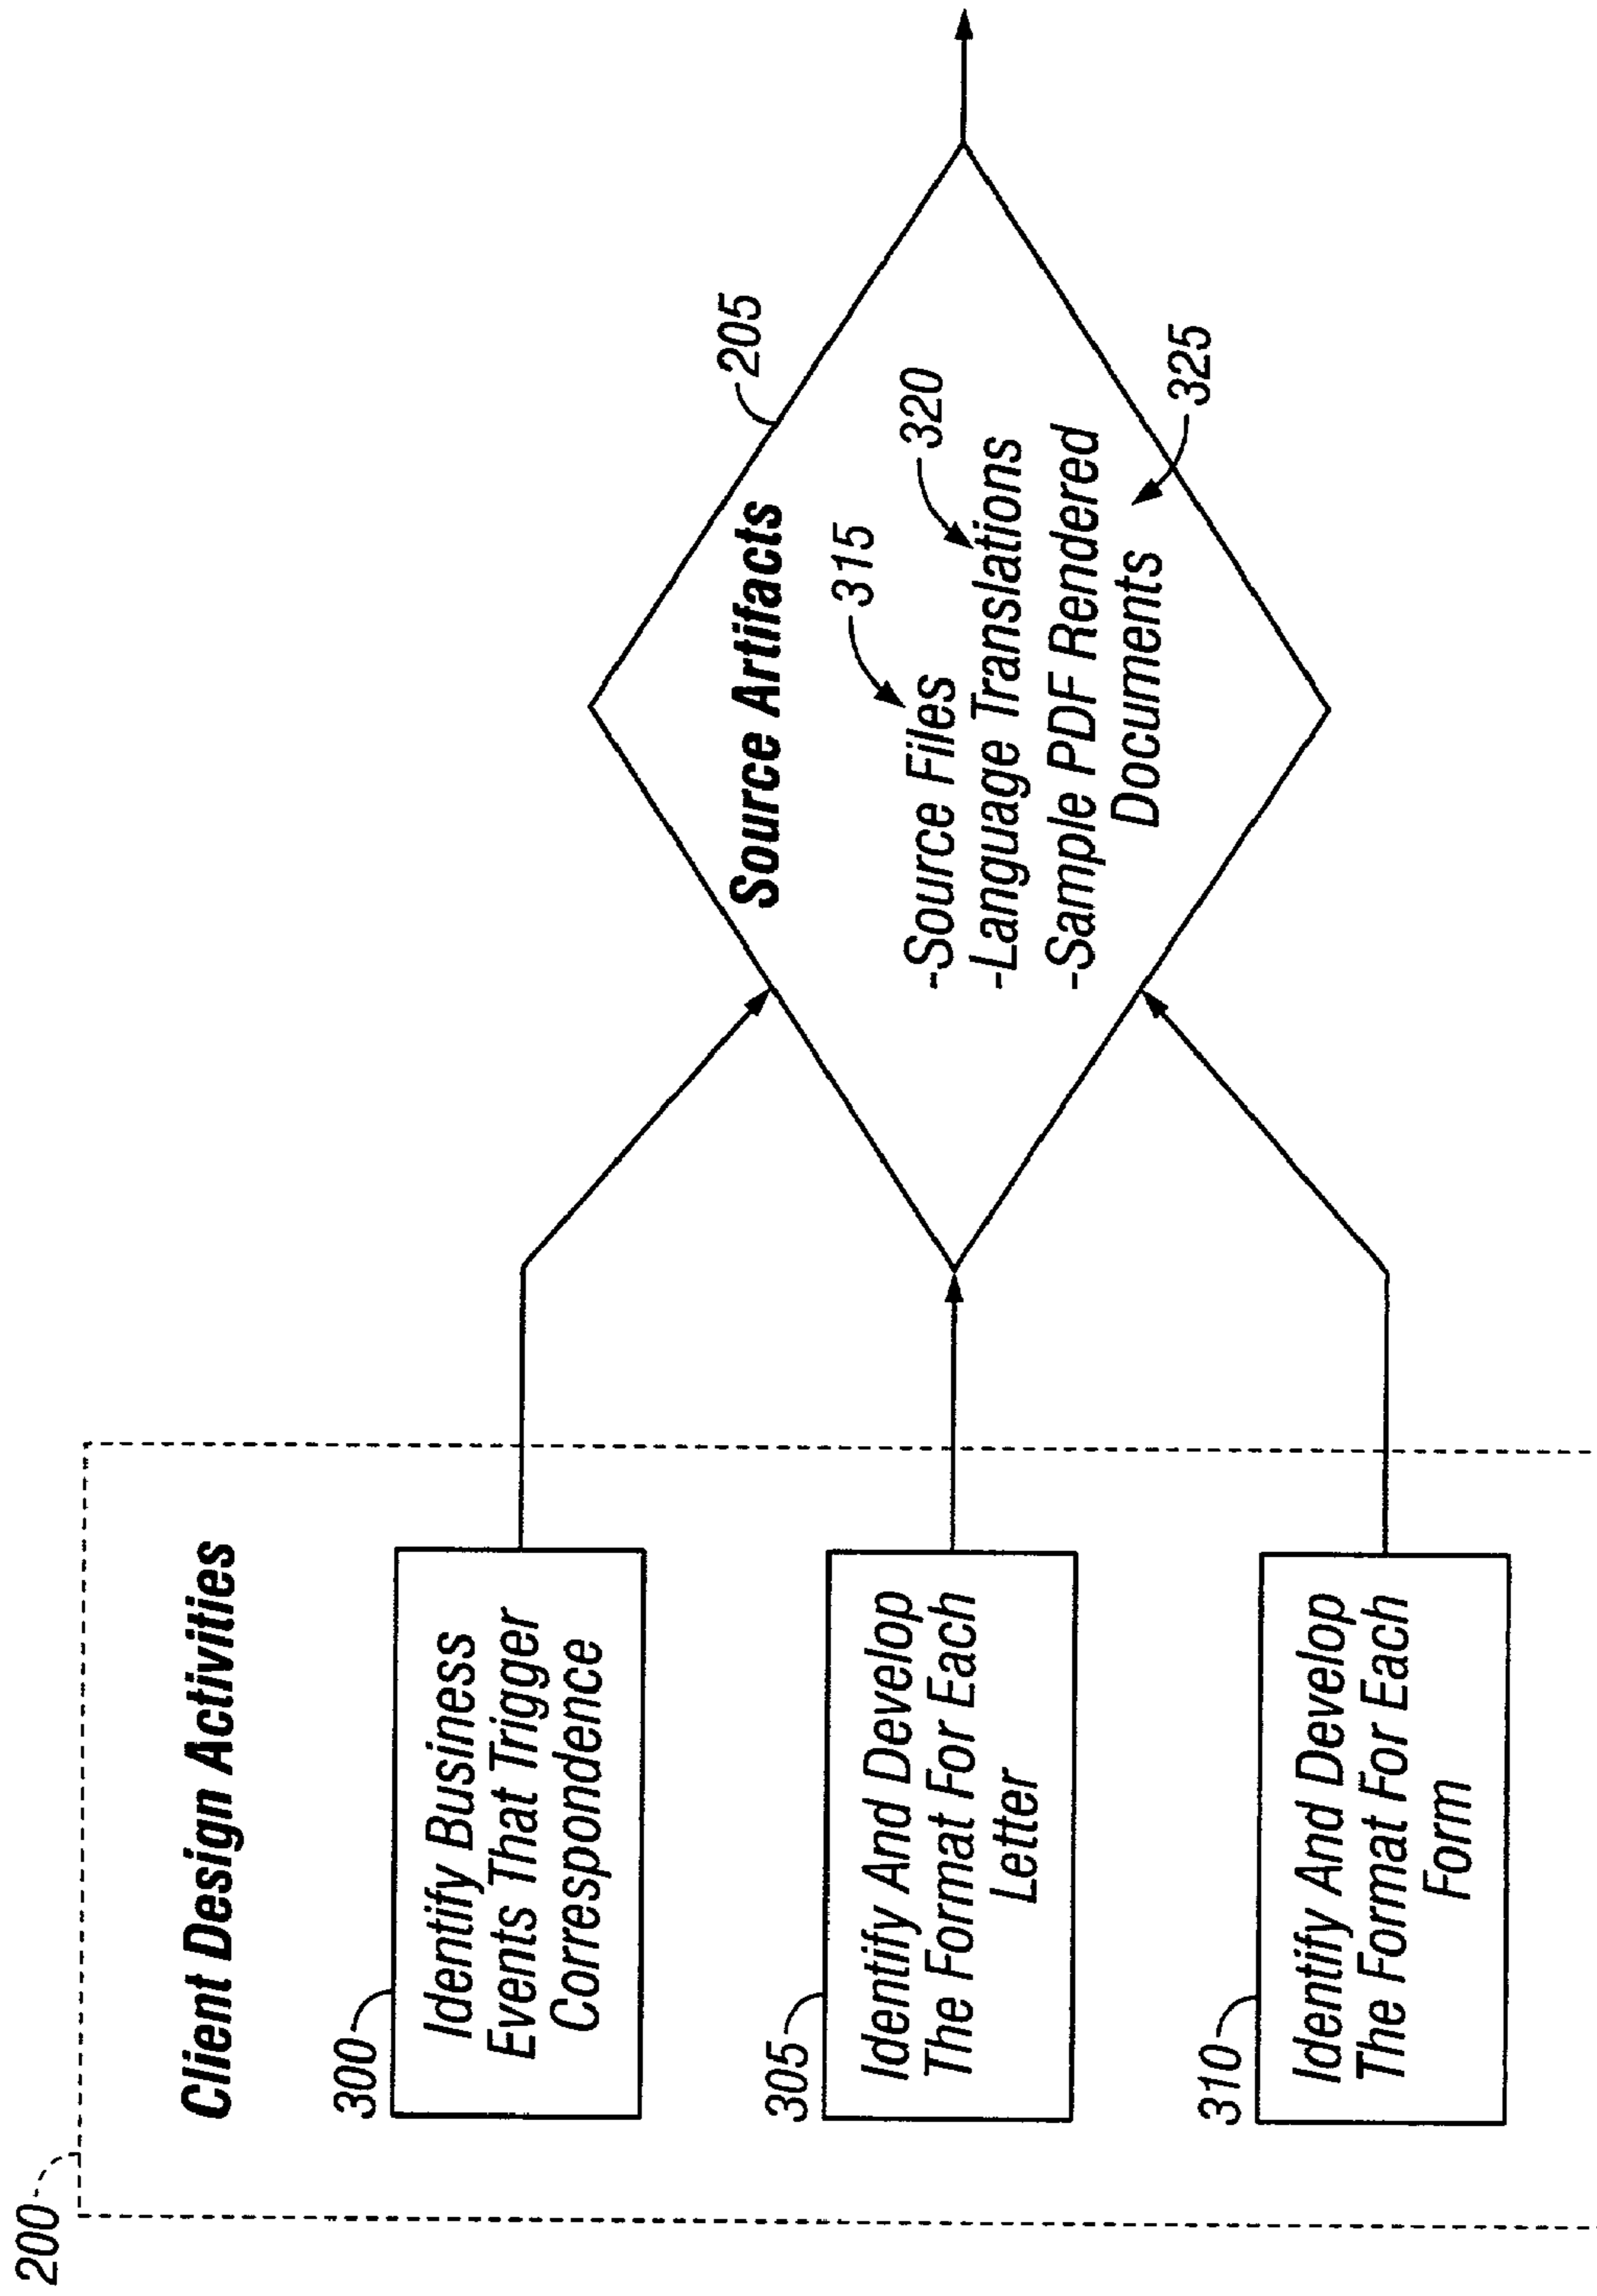 200
Client Design Activities
300
Identify Business
Events That Trigger
Correspondence
305
Identify And Develop
The Format For Each
Letter
310
Identify And Develop
The Format For Each
Form
205
Source Artifacts
315
-Source Files
320
-Language Translations
-Sample PDF Rendered
Documents
325